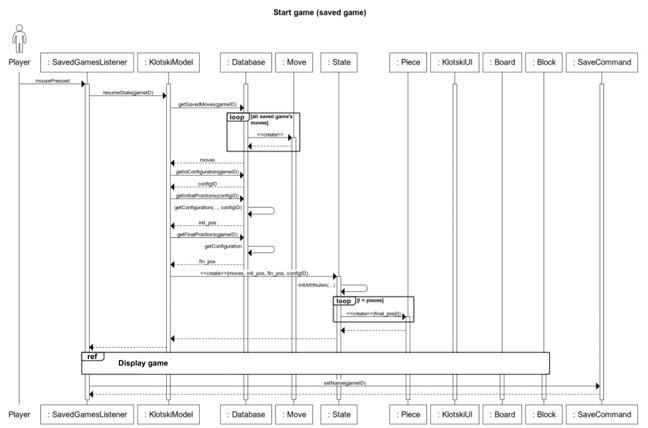 Start game (saved game)
Player
: SavedGamesListener
: KlotskiModel
: Database
: Move
: State
: Piece
: KlotskiUI
: Board
: Block
: SaveCommand
mousePressed
resumeState(gameID)
getSavedMoves(gameID)
loop
[all saved game's
moves]
<<create>>
moves
getIdConfiguration(gameID)
configID
getInitialPositions(configID)
getConfiguration(..., configID)
init_pos
getFinalPositions(gameID)
getConfiguration
fin_pos
<<create>>(moves, init_pos, fin_pos, configID)
initAttributes(...)
loop
[i = pieces]
<<create>>(final_pos[i])
ref
Display game
setName(gameID)
Player
: SavedGamesListener
: KlotskiModel
: Database
: Move
: State
: Piece
: KlotskiUI
: Board
: Block
: SaveCommand